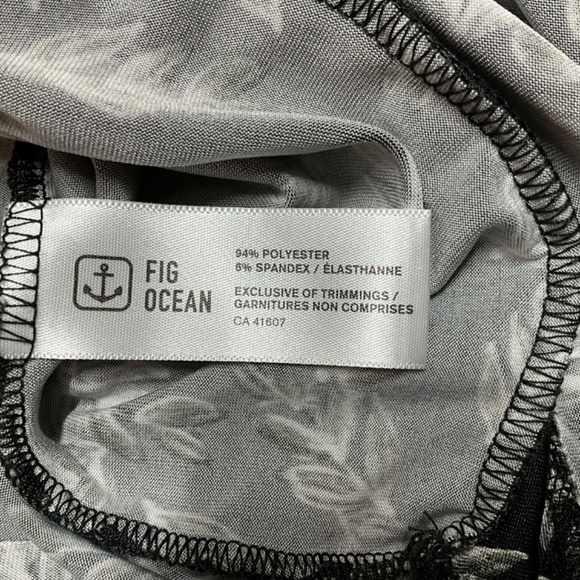 FIG
OCEAN
94% POLYESTER
6% SPANDEX / ÉLASTHANNE
EXCLUSIVE OF TRIMMINGS /
GARNITURES NON COMPRISES
CA 41607